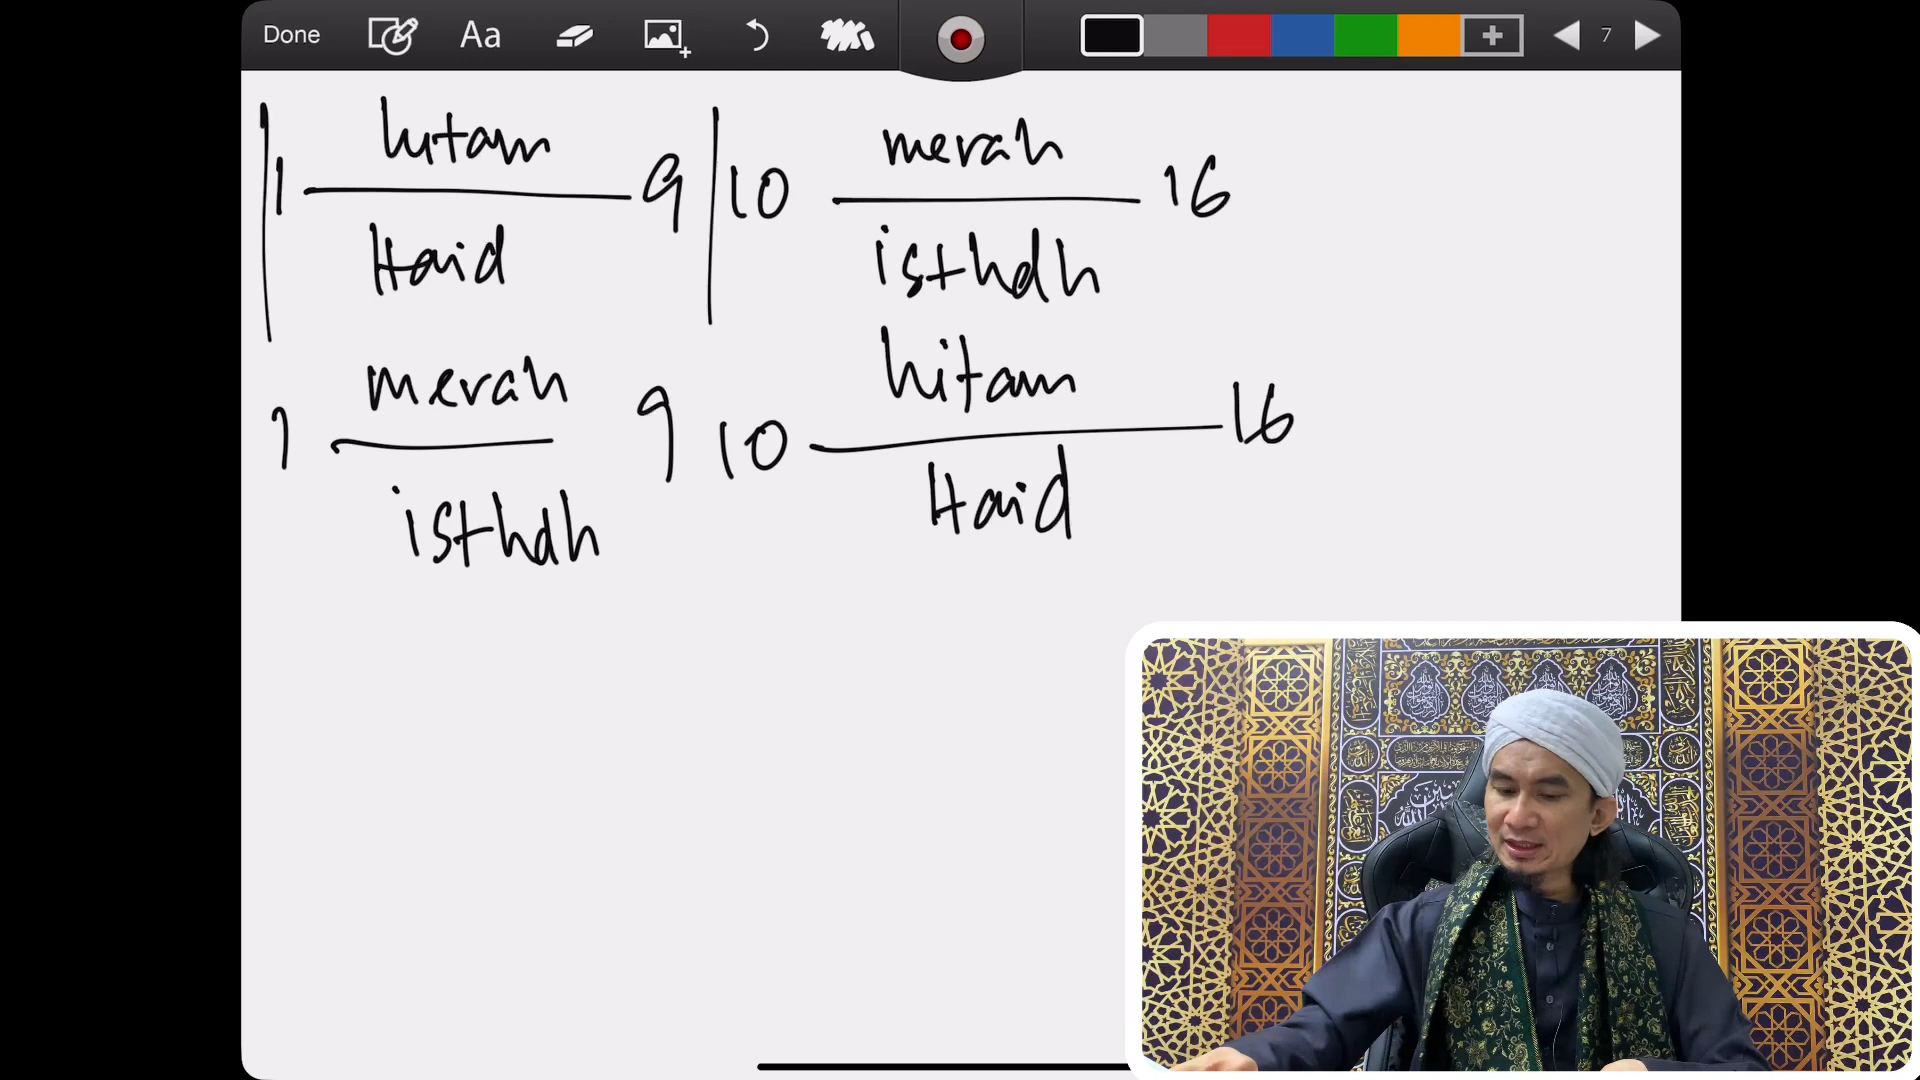 Done Aa 7
hitam merah
1 9 10 16
Haid isthdh
merah hitam
1 9 10 16
isthdh Haid